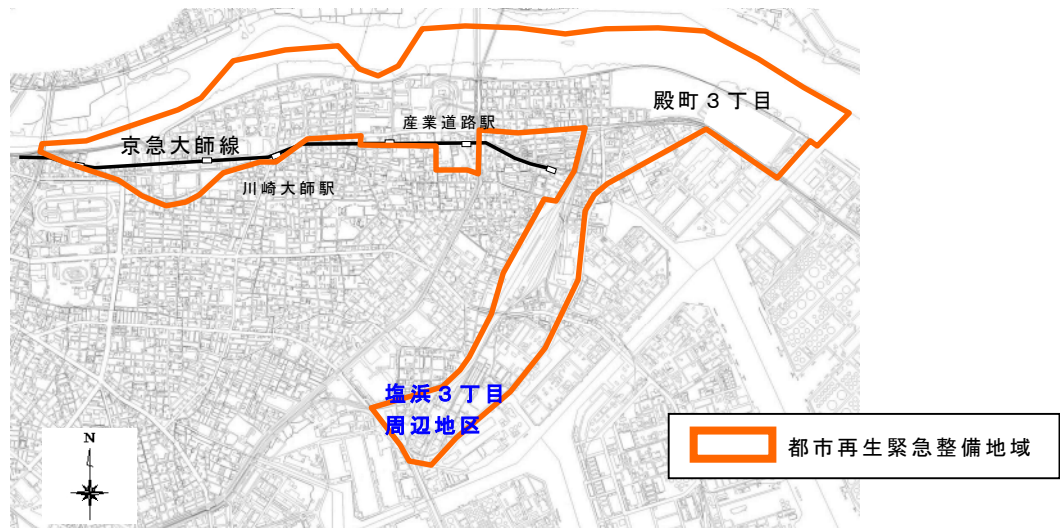 殿町3丁目
産業道路駅
京急大師線
川崎大師駅
塩浜3丁目
周辺地区
N
都市再生緊急整備地域